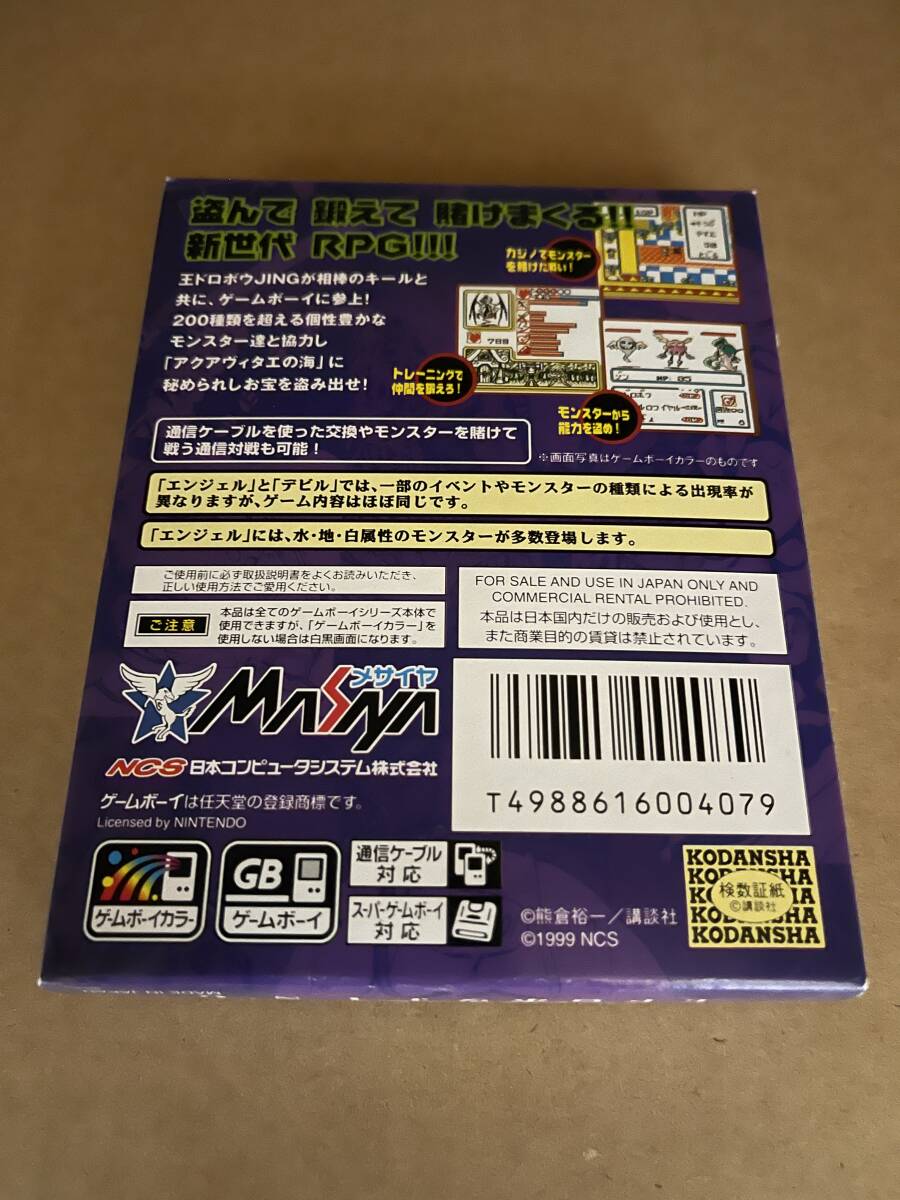 盗んで 鍛えて 賭けまくる!!
新世代 RPG!!!
王ドロボウJINGが相棒のキールと
共に、ゲームボーイに参上!
200種類を超える個性豊かな
モンスター達と協力し
「アクアヴィタエの海」に
秘められしお宝を盗み出せ!
カジノでモンスター
を賭けた戦い!
789
トレーニングで
仲間を鍛えろ!
モンスターから
能力を盗め!
※画面写真はゲームボーイカラーのものです
通信ケーブルを使った交換やモンスターを賭けて
戦う通信対戦も可能!
「エンジェル」と「デビル」では、一部のイベントやモンスターの種類による出現率が
異なりますが、ゲーム内容はほぼ同じです。
「エンジェル」には、水・地・白属性のモンスターが多数登場します。
ご使用前に必ず取扱説明書をよくお読みいただき、
正しい使用方法でご愛用ください。
ご注意
本品は全てのゲームボーイシリーズ本体で
使用できますが、「ゲームボーイカラー」を
使用しない場合は白黒画面になります。
FOR SALE AND USE IN JAPAN ONLY AND
COMMERCIAL RENTAL PROHIBITED.
本品は日本国内だけの販売および使用とし、
また商業目的の賃貸は禁止されています。
メサイヤ
MASAYA
NCS 日本コンピュータシステム株式会社
T4988616004079
ゲームボーイは任天堂の登録商標です。
Licensed by NINTENDO
ゲームボーイカラー
GB
ゲームボーイ
通信ケーブル
対応
スーパーゲームボーイ
対応
©熊倉裕一/講談社
©1999 NCS
KODANSHA
検数証紙
©講談社
KODANSHA